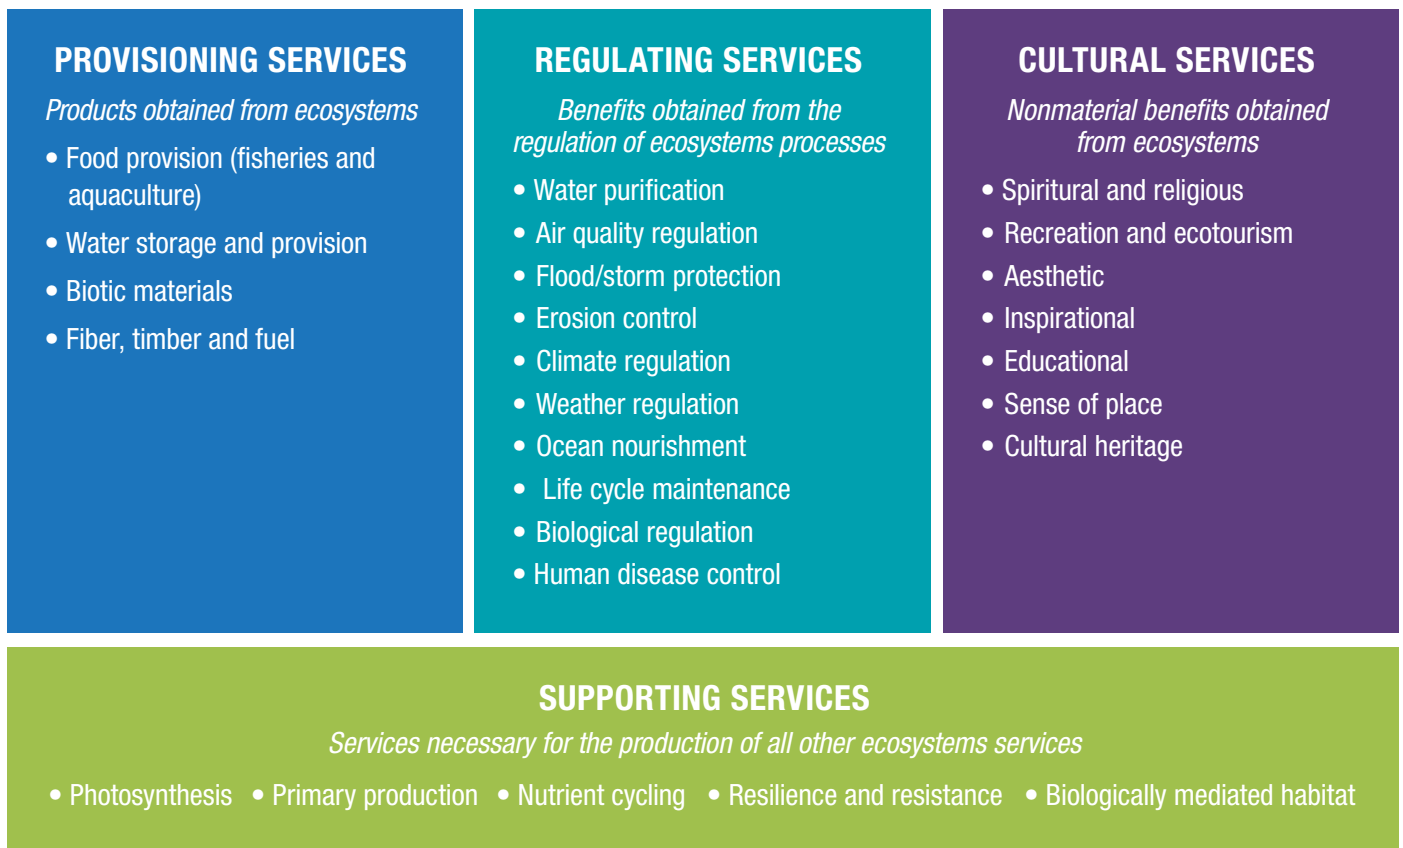 PROVISIONING SERVICES
Products obtained from ecosystems
• Food provision (fisheries and
aquaculture)
• Water storage and provision
• Biotic materials
• Fiber, timber and fuel
REGULATING SERVICES
Benefits obtained from the
regulation of ecosystems processes
• Water purification
• Air quality regulation
• Flood/storm protection
• Erosion control
• Climate regulation
• Weather regulation
• Ocean nourishment
• Life cycle maintenance
• Biological regulation
• Human disease control
CULTURAL SERVICES
Nonmaterial benefits obtained
from ecosystems
• Spiritural and religious
• Recreation and ecotourism
• Aesthetic
• Inspirational
• Educational
• Sense of place
• Cultural heritage
SUPPORTING SERVICES
Services necessary for the production of all other ecosystems services
• Photosynthesis • Primary production • Nutrient cycling • Resilience and resistance • Biologically mediated habitat